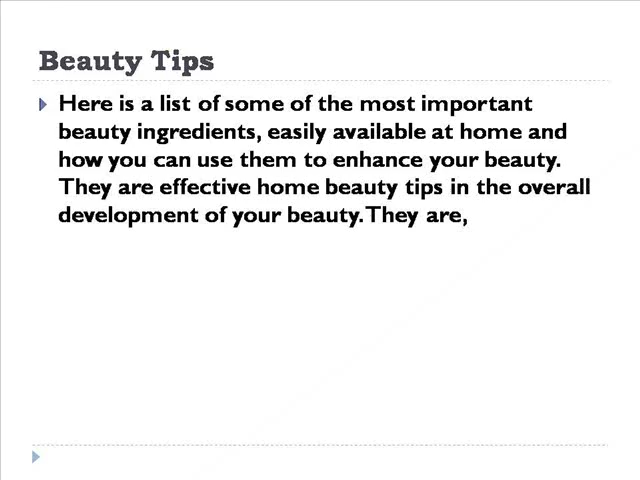 Beauty Tips
Here is a list of some of the most important
beauty ingredients, easily available at home and
how you can use them to enhance your beauty.
They are effective home beauty tips in the overall
development of your beauty. They are,